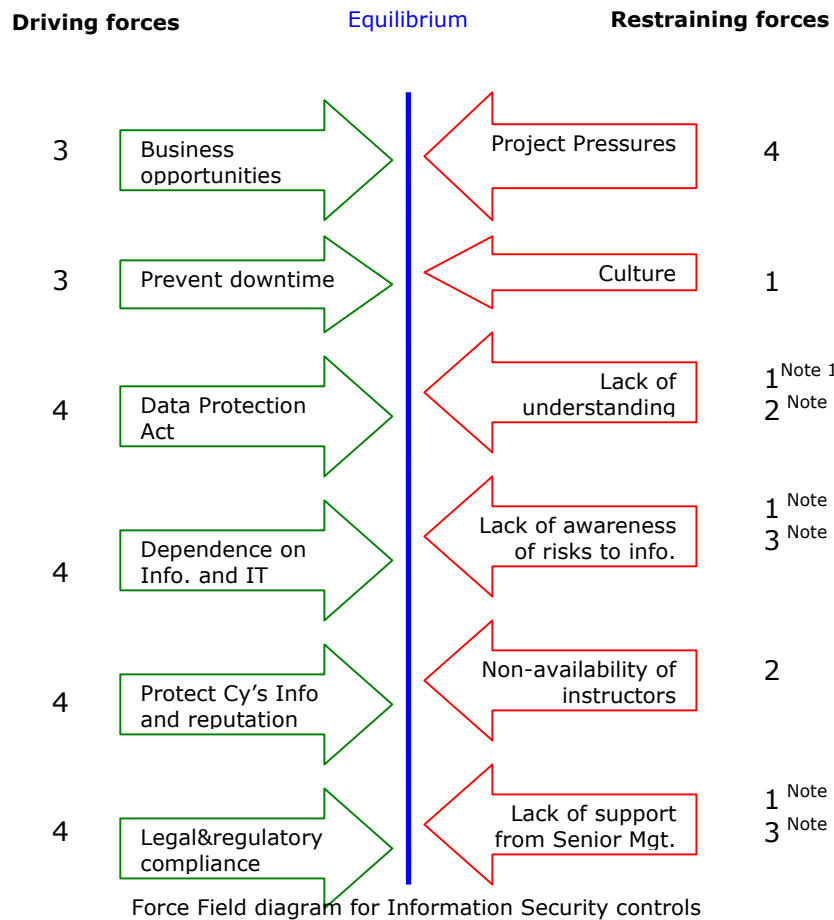 Driving forces
Equilibrium
Restraining forces
3
Business
opportunities
Project Pressures
4
3
Prevent downtime
Culture
1
4
Data Protection
Act
Lack of
understanding
1 Note 1
2 Note
4
Dependence on
Info. and IT
Lack of awareness
of risks to info.
1 Note
3 Note
4
Protect Cy's Info
and reputation
Non-availability of
instructors
2
4
Legal&regulatory
compliance
Lack of support
from Senior Mgt.
1 Note
3 Note
Force Field diagram for Information Security controls